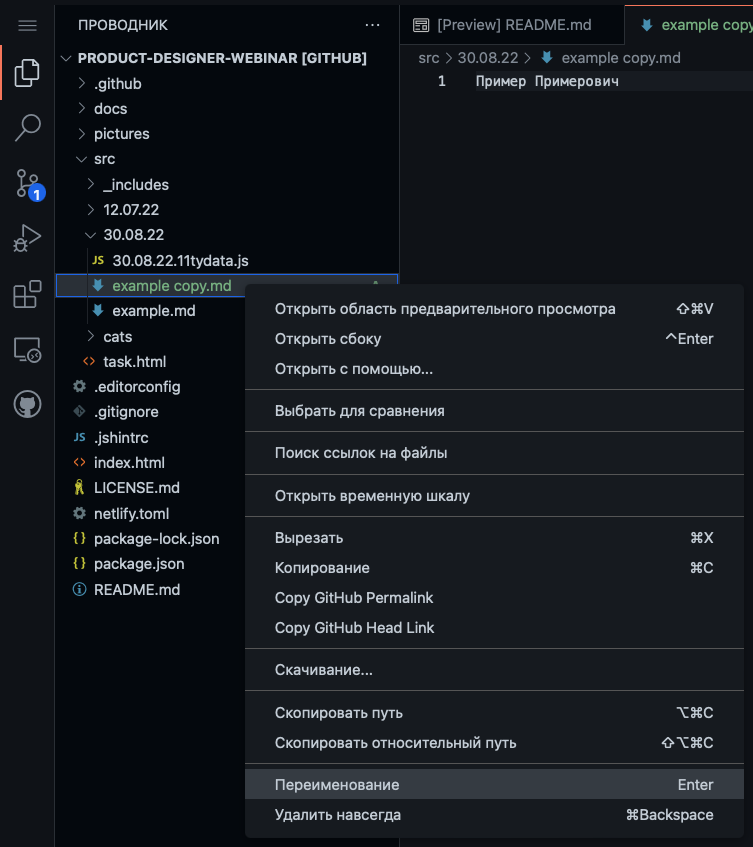 ПРОВОДНИК
[Preview] README.md
example copy
PRODUCT-DESIGNER-WEBINAR [GITHUB]
src > 30.08.22 > example copy.md
1 Пример Примерович
.github
docs
pictures
src
_includes
12.07.22
30.08.22
JS 30.08.22.11tydata.js
example copy.md
example.md
cats
task.html
.editorconfig
.gitignore
JS .jshintrc
index.html
LICENSE.md
netlify.toml
package-lock.json
package.json
README.md
1
Открыть область предварительного просмотра ⇧⌘V
Открыть сбоку ^Enter
Открыть с помощью...
Выбрать для сравнения
Поиск ссылок на файлы
Открыть временную шкалу
Вырезать ⌘X
Копирование ⌘C
Copy GitHub Permalink
Copy GitHub Head Link
Скачивание...
Скопировать путь ⌥⌘C
Скопировать относительный путь ⇧⌥⌘C
Переименование Enter
Удалить навсегда ⌘Backspace